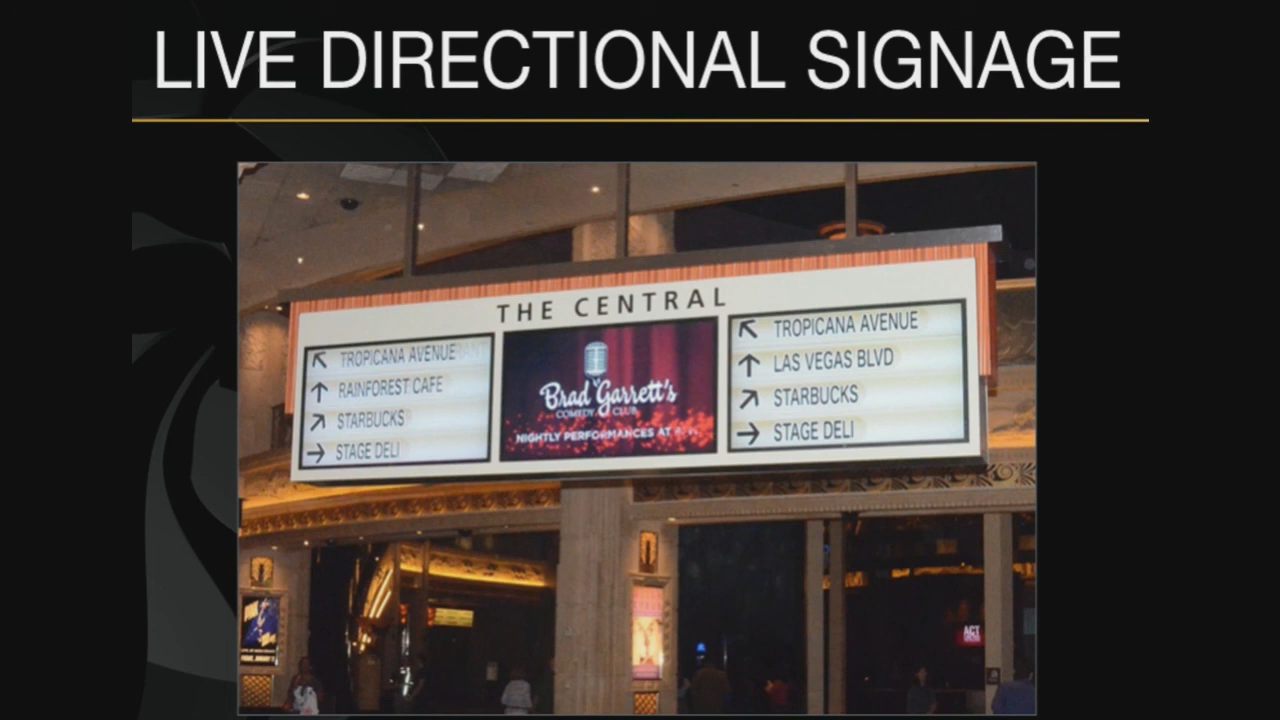 LIVE DIRECTIONAL SIGNAGE
THE CENTRAL
TROPICANA AVENUE
RAINFOREST CAFE
STARBUCKS
STAGE DELI
Brad Garrett's
COMEDY CLUB
NIGHTLY PERFORMANCES AT
TROPICANA AVENUE
LAS VEGAS BLVD
STARBUCKS
STAGE DELI
ACT